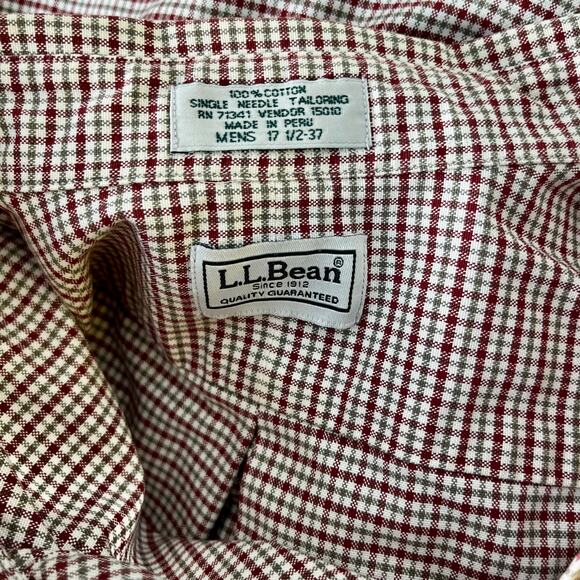 100% COTTON
SINGLE NEEDLE TAILORING
RN 71341 VENDOR 15010
MADE IN PERU
MENS 17 1/2-37
L.L.Bean®
Since 1912
QUALITY GUARANTEED